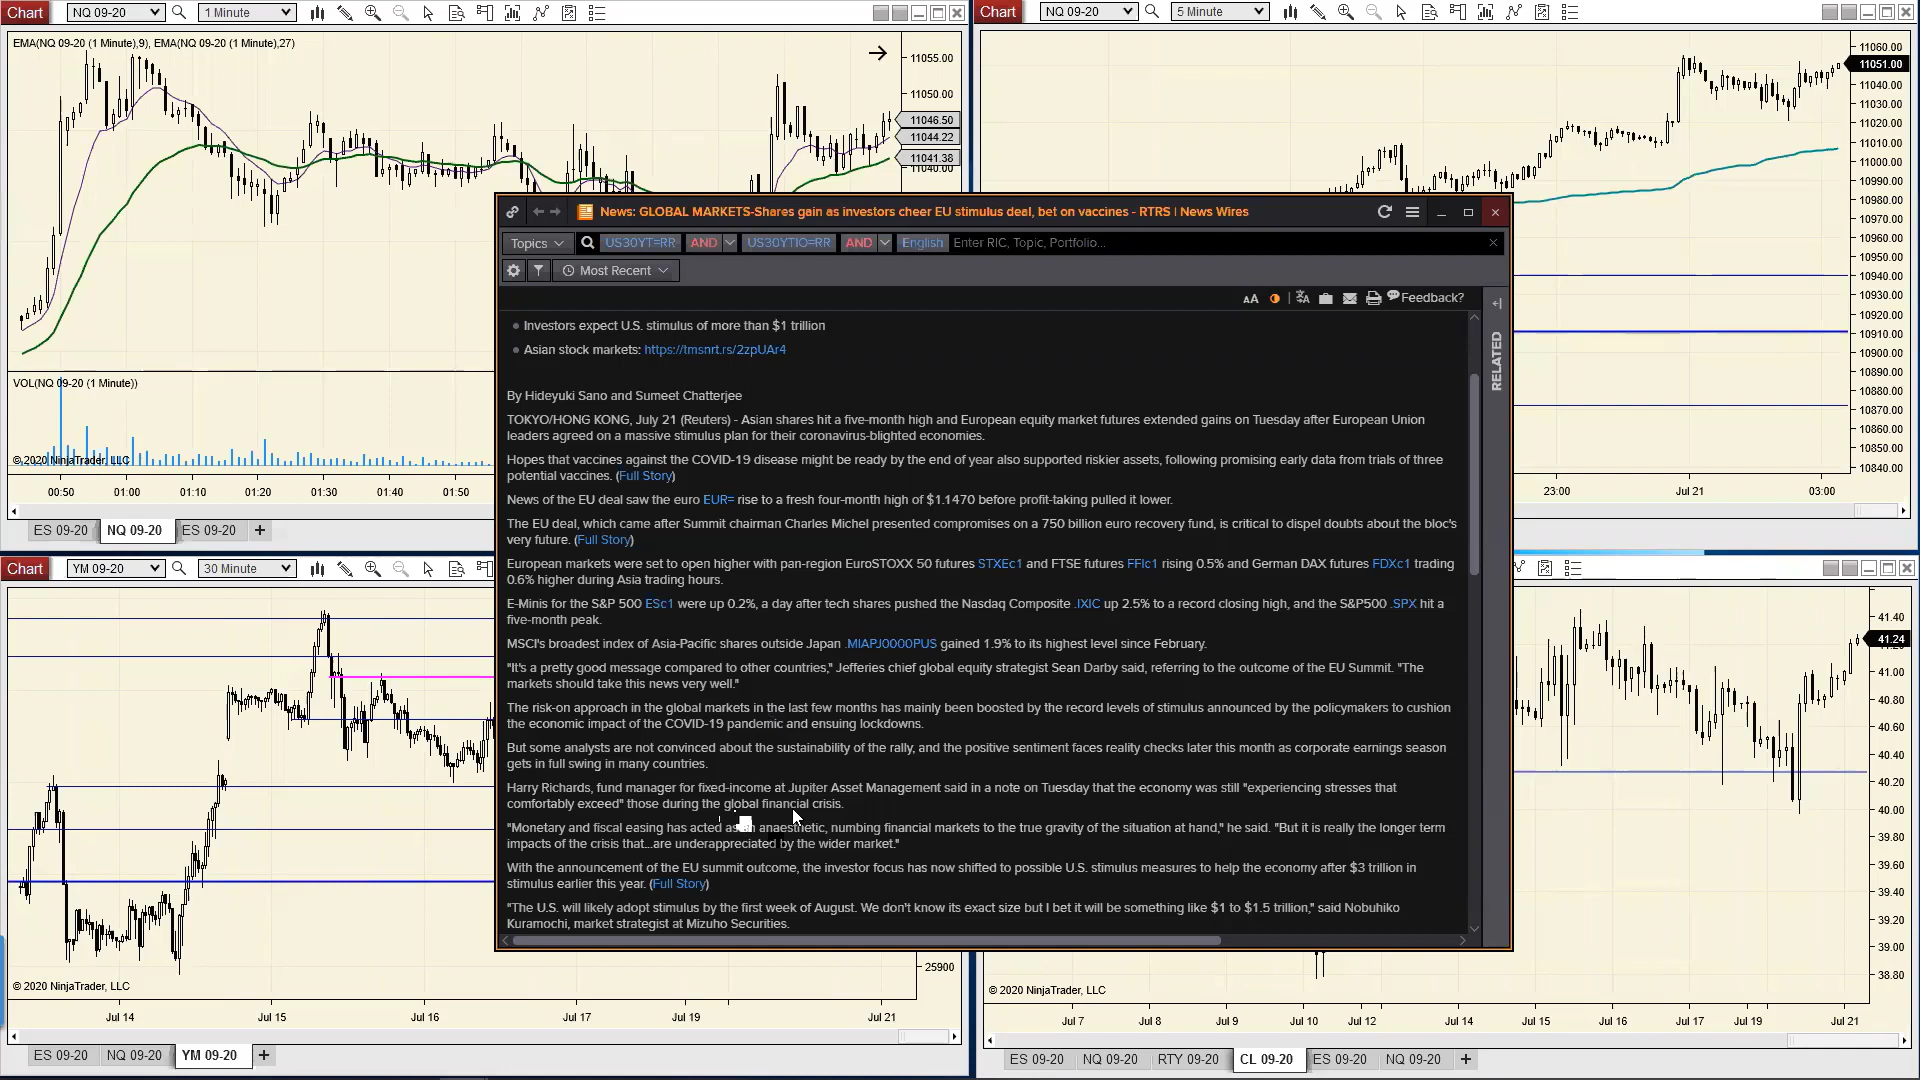 Chart NQ 09-20 1 Minute
EMA(NQ 09-20 (1 Minute),9), EMA(NQ 09-20 (1 Minute),27)
11055.00
11050.00
11046.50
11044.22
11041.38
11040.00
VOL(NQ 09-20 (1 Minute))
© 2020 NinjaTrader, LLC
00:50 01:00 01:10 01:20 01:30 01:40 01:50
ES 09-20 NQ 09-20 ES 09-20 +
Chart NQ 09-20 5 Minute
11060.00
11051.00
11040.00
11030.00
11020.00
11010.00
11000.00
10990.00
10980.00
10970.00
10960.00
10950.00
10940.00
10930.00
10920.00
10910.00
10900.00
10890.00
10880.00
10870.00
10860.00
10850.00
10840.00
23:00 Jul 21 03:00
News: GLOBAL MARKETS-Shares gain as investors cheer EU stimulus deal, bet on vaccines - RTRS | News Wires
Topics US30YT=RR AND US30YTIO=RR AND English Enter RIC, Topic, Portfolio...
Most Recent
AA Feedback?
RELATED
Investors expect U.S. stimulus of more than $1 trillion
Asian stock markets: https://tmsnrt.rs/2zpUAr4
By Hideyuki Sano and Sumeet Chatterjee
TOKYO/HONG KONG, July 21 (Reuters) - Asian shares hit a five-month high and European equity market futures extended gains on Tuesday after European Union
leaders agreed on a massive stimulus plan for their coronavirus-blighted economies.
Hopes that vaccines against the COVID-19 disease might be ready by the end of year also supported riskier assets, following promising early data from trials of three
potential vaccines. (Full Story)
News of the EU deal saw the euro EUR= rise to a fresh four-month high of $1.1470 before profit-taking pulled it lower.
The EU deal, which came after Summit chairman Charles Michel presented compromises on a 750 billion euro recovery fund, is critical to dispel doubts about the bloc's
very future. (Full Story)
European markets were set to open higher with pan-region EuroSTOXX 50 futures STXEc1 and FTSE futures FFIc1 rising 0.5% and German DAX futures FDXc1 trading
0.6% higher during Asia trading hours.
E-Minis for the S&P 500 ESc1 were up 0.2%, a day after tech shares pushed the Nasdaq Composite .IXIC up 2.5% to a record closing high, and the S&P500 .SPX hit a
five-month peak.
MSCI's broadest index of Asia-Pacific shares outside Japan .MIAPJ0000PUS gained 1.9% to its highest level since February.
"It's a pretty good message compared to other countries," Jefferies chief global equity strategist Sean Darby said, referring to the outcome of the EU Summit. "The
markets should take this news very well."
The risk-on approach in the global markets in the last few months has mainly been boosted by the record levels of stimulus announced by the policymakers to cushion
the economic impact of the COVID-19 pandemic and ensuing lockdowns.
But some analysts are not convinced about the sustainability of the rally, and the positive sentiment faces reality checks later this month as corporate earnings season
gets in full swing in many countries.
Harry Richards, fund manager for fixed-income at Jupiter Asset Management said in a note on Tuesday that the economy was still "experiencing stresses that
comfortably exceed" those during the global financial crisis.
"Monetary and fiscal easing has acted as an anaesthetic, numbing financial markets to the true gravity of the situation at hand," he said. "But it is really the longer term
impacts of the crisis that...are underappreciated by the wider market."
With the announcement of the EU summit outcome, the investor focus has now shifted to possible U.S. stimulus measures to help the economy after $3 trillion in
stimulus earlier this year. (Full Story)
"The U.S. will likely adopt stimulus by the first week of August. We don't know its exact size but I bet it will be something like $1 to $1.5 trillion," said Nobuhiko
Kuramochi, market strategist at Mizuho Securities.
Chart YM 09-20 30 Minute
25900
© 2020 NinjaTrader, LLC
Jul 14 Jul 15 Jul 16 Jul 17 Jul 19 Jul 21
ES 09-20 NQ 09-20 YM 09-20 +
41.40
41.24
41.00
40.80
40.60
40.40
40.20
40.00
39.80
39.60
39.40
39.20
39.00
38.80
© 2020 NinjaTrader, LLC
Jul 7 Jul 8 Jul 9 Jul 10 Jul 12 Jul 14 Jul 15 Jul 16 Jul 17 Jul 19 Jul 21
ES 09-20 NQ 09-20 RTY 09-20 CL 09-20 ES 09-20 NQ 09-20 +